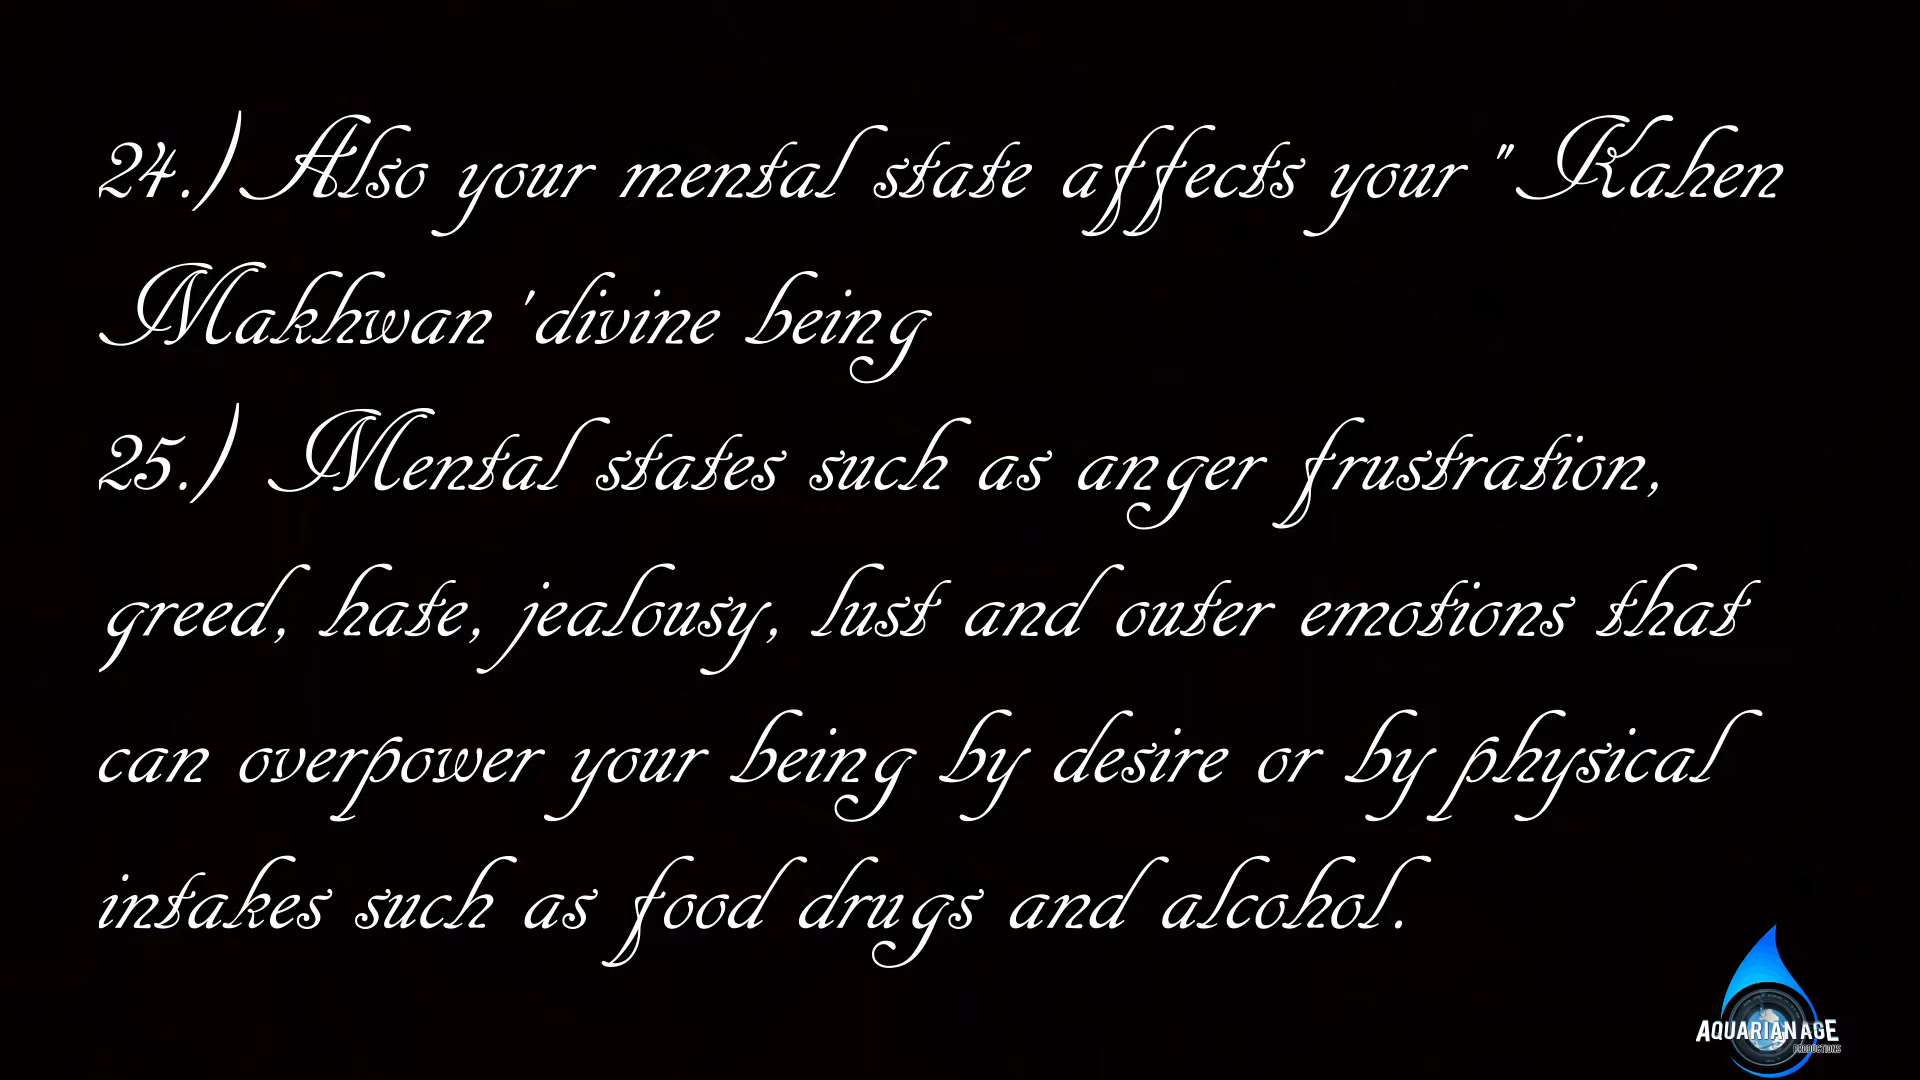 24.) Also your mental state affects your " Kahen
Makhwan ' divine being
25.) Mental states such as anger frustration,
greed, hate, jealousy, lust and outer emotions that
can overpower your being by desire or by physical
intakes such as food drugs and alcohol.
AQUARIAN AGE
PRODUCTIONS